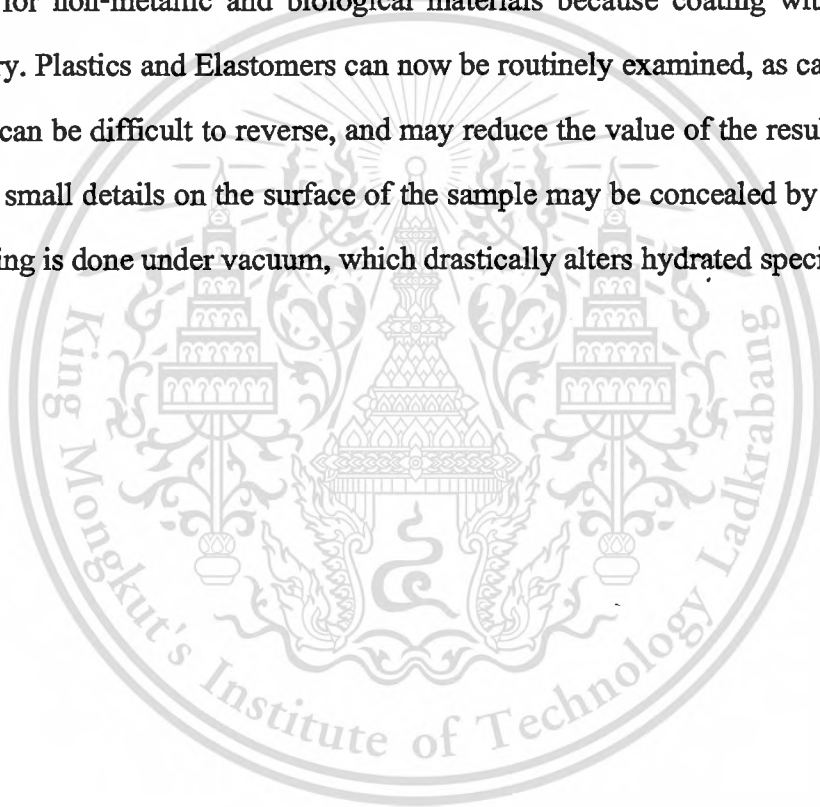 for non-metallic and biological materials because coating wit
ry. Plastics and Elastomers can now be routinely examined, as ca
can be difficult to reverse, and may reduce the value of the resul
small details on the surface of the sample may be concealed by
ing is done under vacuum, which drastically alters hydrated speci
King Mongkut's Institute of Technology Ladkrabang